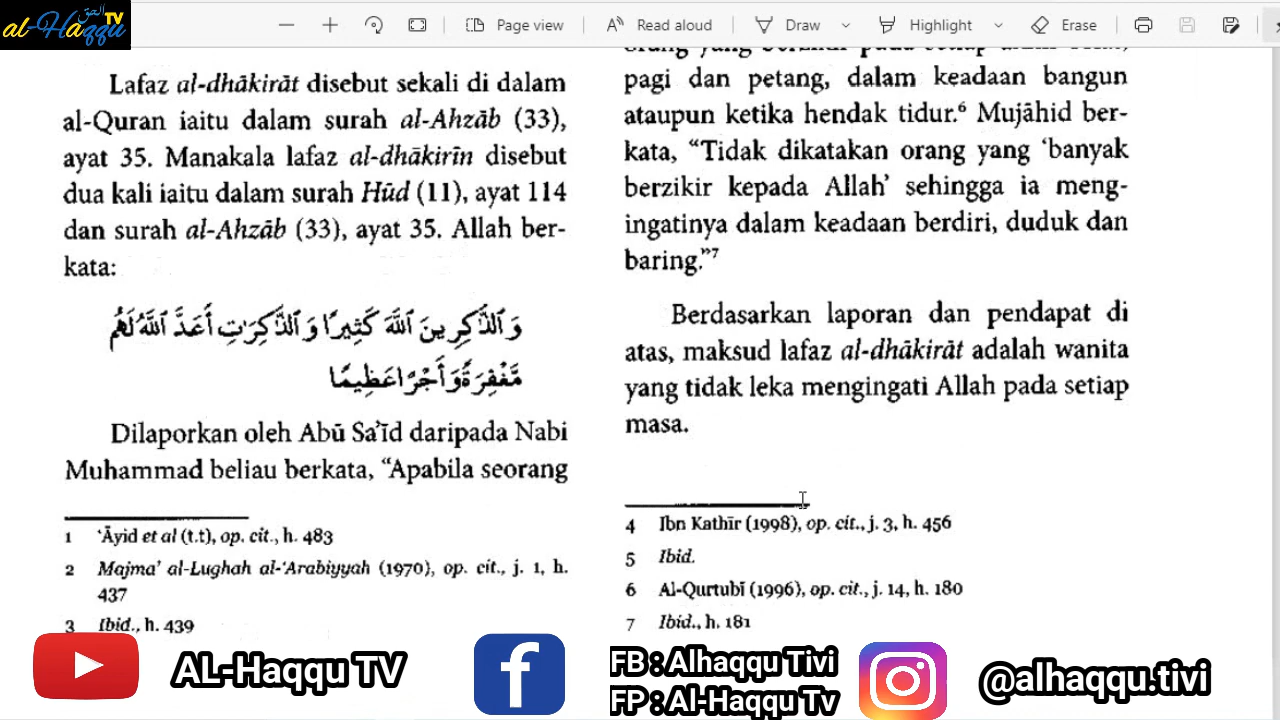 الحق TV
al-Haqqu
Page view
Read aloud
Draw
Highlight
Erase
Lafaz al-dhākirāt disebut sekali di dalam
al-Quran iaitu dalam surah al-Ahzāb (33),
ayat 35. Manakala lafaz al-dhākirīn disebut
dua kali iaitu dalam surah Hūd (11), ayat 114
dan surah al-Ahzāb (33), ayat 35. Allah ber-
kata:
وَٱلذَّٰكِرِينَ ٱللَّهَ كَثِيرًا وَٱلذَّٰكِرَٰتِ أَعَدَّ ٱللَّهُ لَهُم
مَّغْفِرَةً وَأَجْرًا عَظِيمًا
Dilaporkan oleh Abū Sa’īd daripada Nabi
Muhammad beliau berkata, “Apabila seorang
1 ‘Āyid et al (t.t), op. cit., h. 483
2 Majma’ al-Lughah al-‘Arabiyyah (1970), op. cit., j. 1, h.
437
3 Ibid., h. 439
orang yang berzikir pada setiap
pagi dan petang, dalam keadaan bangun
ataupun ketika hendak tidur.⁶ Mujāhid ber-
kata, “Tidak dikatakan orang yang ‘banyak
berzikir kepada Allah’ sehingga ia meng-
ingatinya dalam keadaan berdiri, duduk dan
baring.”⁷
Berdasarkan laporan dan pendapat di
atas, maksud lafaz al-dhākirāt adalah wanita
yang tidak leka mengingati Allah pada setiap
masa.
4 Ibn Kathīr (1998), op. cit., j. 3, h. 456
5 Ibid.
6 Al-Qurtubī (1996), op. cit., j. 14, h. 180
7 Ibid., h. 181
AL-Haqqu TV
FB : Alhaqqu Tivi
FP : Al-Haqqu Tv
@alhaqqu.tivi